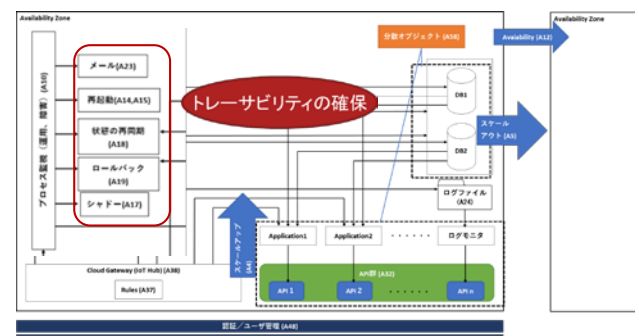 Availability Zone
Availability Zone
分散オブジェクト (A56)
Avaiability (A12)
プロセス監視 (運用、障害) (A10)
メール(A23)
再起動(A14,A15)
状態の再同期
(A18)
ロールバック
(A19)
シャドー(A17)
トレーサビリティの確保
DB1
DB2
スケール
アウト (A5)
ログファイル
(A24)
スケールアップ
(A4)
Application1
Application2
・・・・・・
ログモニタ
API群 (A32)
API 1
API 2
・・・・・・
API n
Cloud Gateway (IoT Hub) (A38)
Rules (A37)
認証/ユーザ管理 (A48)